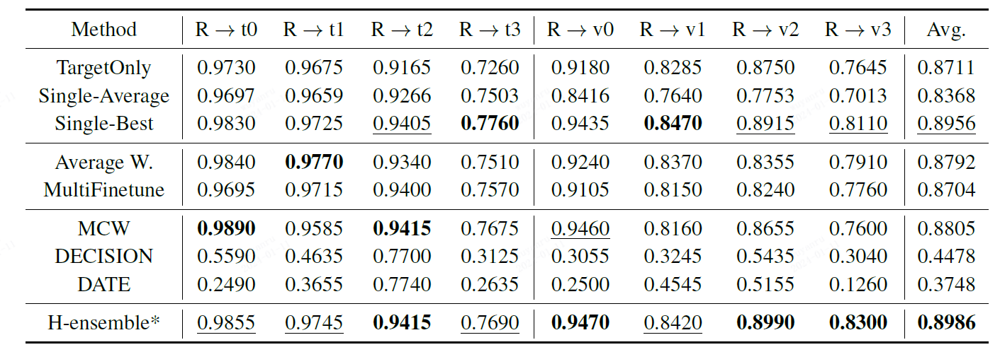 Method R → t0 R → t1 R → t2 R → t3 R → v0 R → v1 R → v2 R → v3 Avg.
TargetOnly 0.9730 0.9675 0.9165 0.7260 0.9180 0.8285 0.8750 0.7645 0.8711
Single-Average 0.9697 0.9659 0.9266 0.7503 0.8416 0.7640 0.7753 0.7013 0.8368
Single-Best 0.9830 0.9725 0.9405 0.7760 0.9435 0.8470 0.8915 0.8110 0.8956
Average W. 0.9840 0.9770 0.9340 0.7510 0.9240 0.8370 0.8355 0.7910 0.8792
MultiFinetune 0.9695 0.9715 0.9400 0.7570 0.9105 0.8150 0.8240 0.7760 0.8704
MCW 0.9890 0.9585 0.9415 0.7675 0.9460 0.8160 0.8655 0.7600 0.8805
DECISION 0.5590 0.4635 0.7700 0.3125 0.3055 0.3245 0.5435 0.3040 0.4478
DATE 0.2490 0.3655 0.7740 0.2635 0.2500 0.4545 0.5155 0.1260 0.3748
H-ensemble* 0.9855 0.9745 0.9415 0.7690 0.9470 0.8420 0.8990 0.8300 0.8986